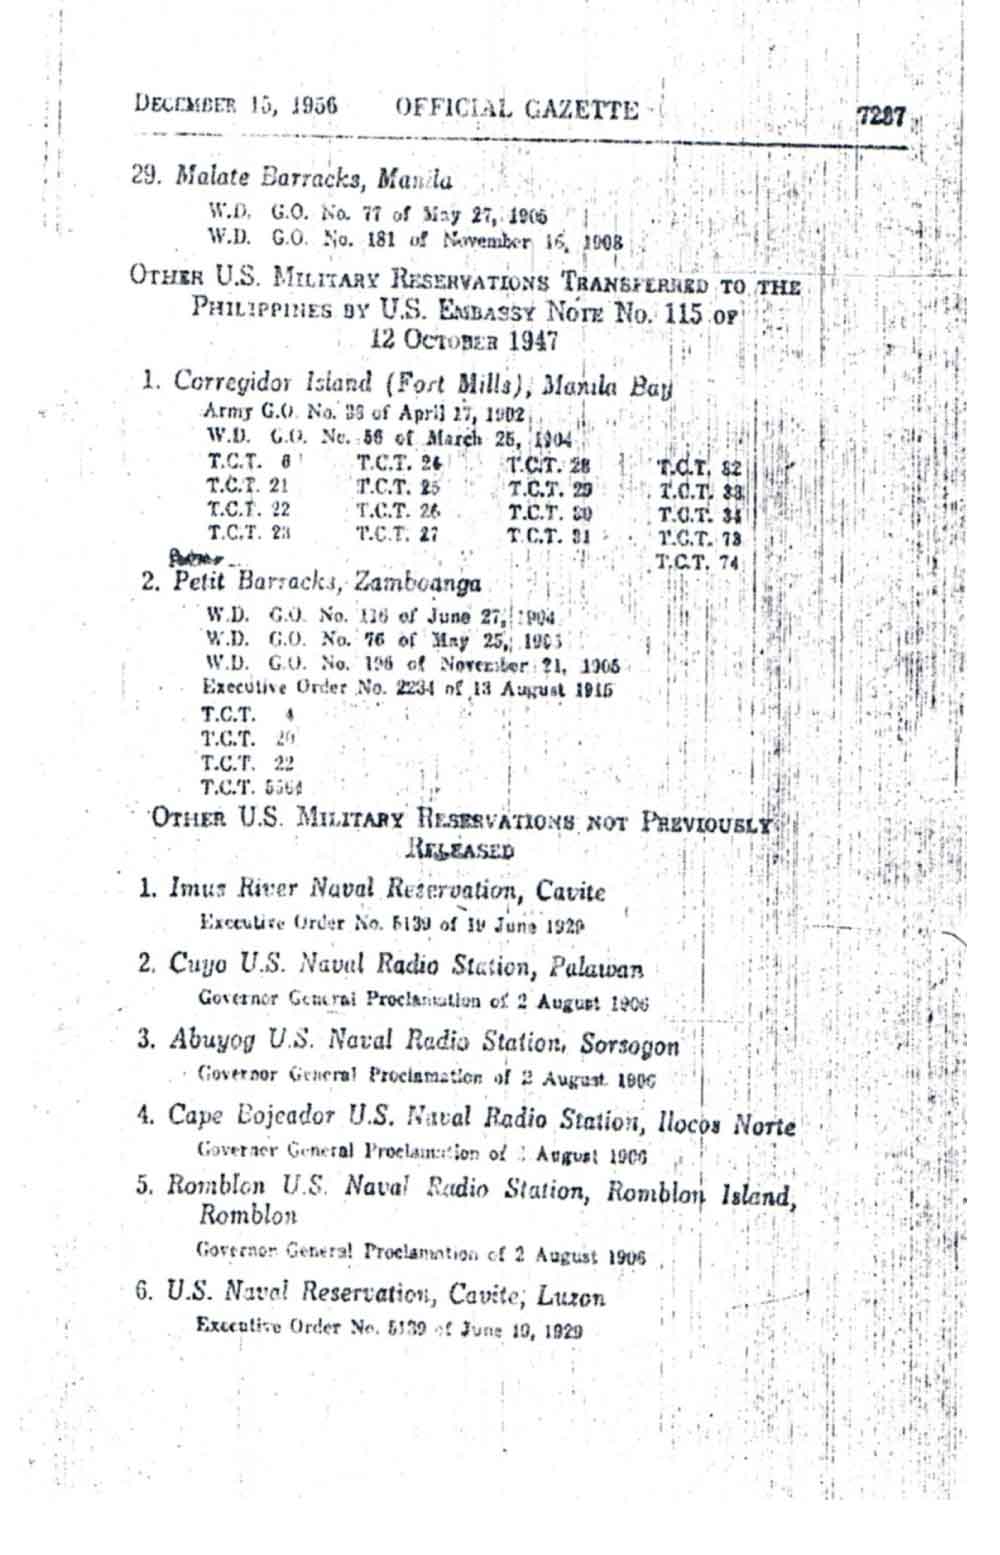 DECEMBER 15, 1956 OFFICIAL GAZETTE 7287
29. Malate Barracks, Manila
W.D. G.O. No. 77 of May 27, 1905
W.D. G.O. No. 181 of November 16, 1908
OTHER U.S. MILITARY RESERVATIONS TRANSFERRED TO THE
PHILIPPINES BY U.S. EMBASSY NOTE No. 115 OF
12 OCTOBER 1947
1. Corregidor Island (Fort Mills), Manila Bay
Army G.O. No. 38 of April 17, 1902
W.D. G.O. No. 56 of March 25, 1904
T.C.T. 6 T.C.T. 24 T.C.T. 28 T.C.T. 32
T.C.T. 21 T.C.T. 25 T.C.T. 29 T.C.T. 33
T.C.T. 22 T.C.T. 26 T.C.T. 30 T.C.T. 34
T.C.T. 23 T.C.T. 27 T.C.T. 31 T.C.T. 73
T.C.T. 74
2. Petit Barracks, Zamboanga
W.D. G.O. No. 116 of June 27, 1904
W.D. G.O. No. 76 of May 25,
W.D. G.O. No. 196 of November 21, 1905
Executive Order No. 2234 of 13 August 1915
T.C.T. 4
T.C.T. 20
T.C.T. 22
T.C.T. 5564
OTHER U.S. MILITARY RESERVATIONS NOT PREVIOUSLY
RELEASED
1. Imus River Naval Reservation, Cavite
Executive Order No. 5139 of 19 June 1929
2. Cuyo U.S. Naval Radio Station, Palawan
Governor General Proclamation of 2 August 1906
3. Abuyog U.S. Naval Radio Station, Sorsogon
Governor General Proclamation of 2 August 1906
4. Cape Bojeador U.S. Naval Radio Station, Ilocos Norte
Governor General Proclamation of August 1906
5. Romblon U.S. Naval Radio Station, Romblon Island,
Romblon
Governor General Proclamation of 2 August 1906
6. U.S. Naval Reservation, Cavite, Luzon
Executive Order No. 5139 of June 19, 1929